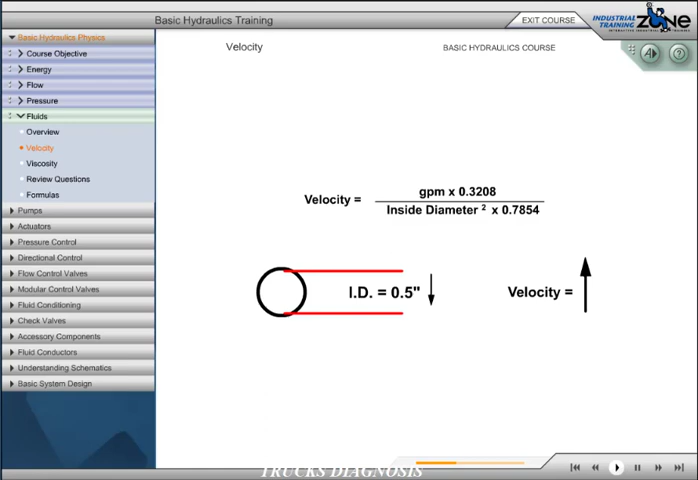 Basic Hydraulics Training
EXIT COURSE
INDUSTRIAL
TRAINING
ZONE
INTERACTIVE INDUSTRIAL TRAINING
Basic Hydraulics Physics
Course Objective
Energy
Flow
Pressure
Fluids
Overview
Velocity
Viscosity
Review Questions
Formulas
Pumps
Actuators
Pressure Control
Directional Control
Flow Control Valves
Modular Control Valves
Fluid Conditioning
Check Valves
Accessory Components
Fluid Conductors
Understanding Schematics
Basic System Design
Velocity
BASIC HYDRAULICS COURSE
A
?
Velocity = gpm x 0.3208
Inside Diameter ² x 0.7854
I.D. = 0.5" ↓ Velocity = ↑
TRUCKS DIAGNOSIS